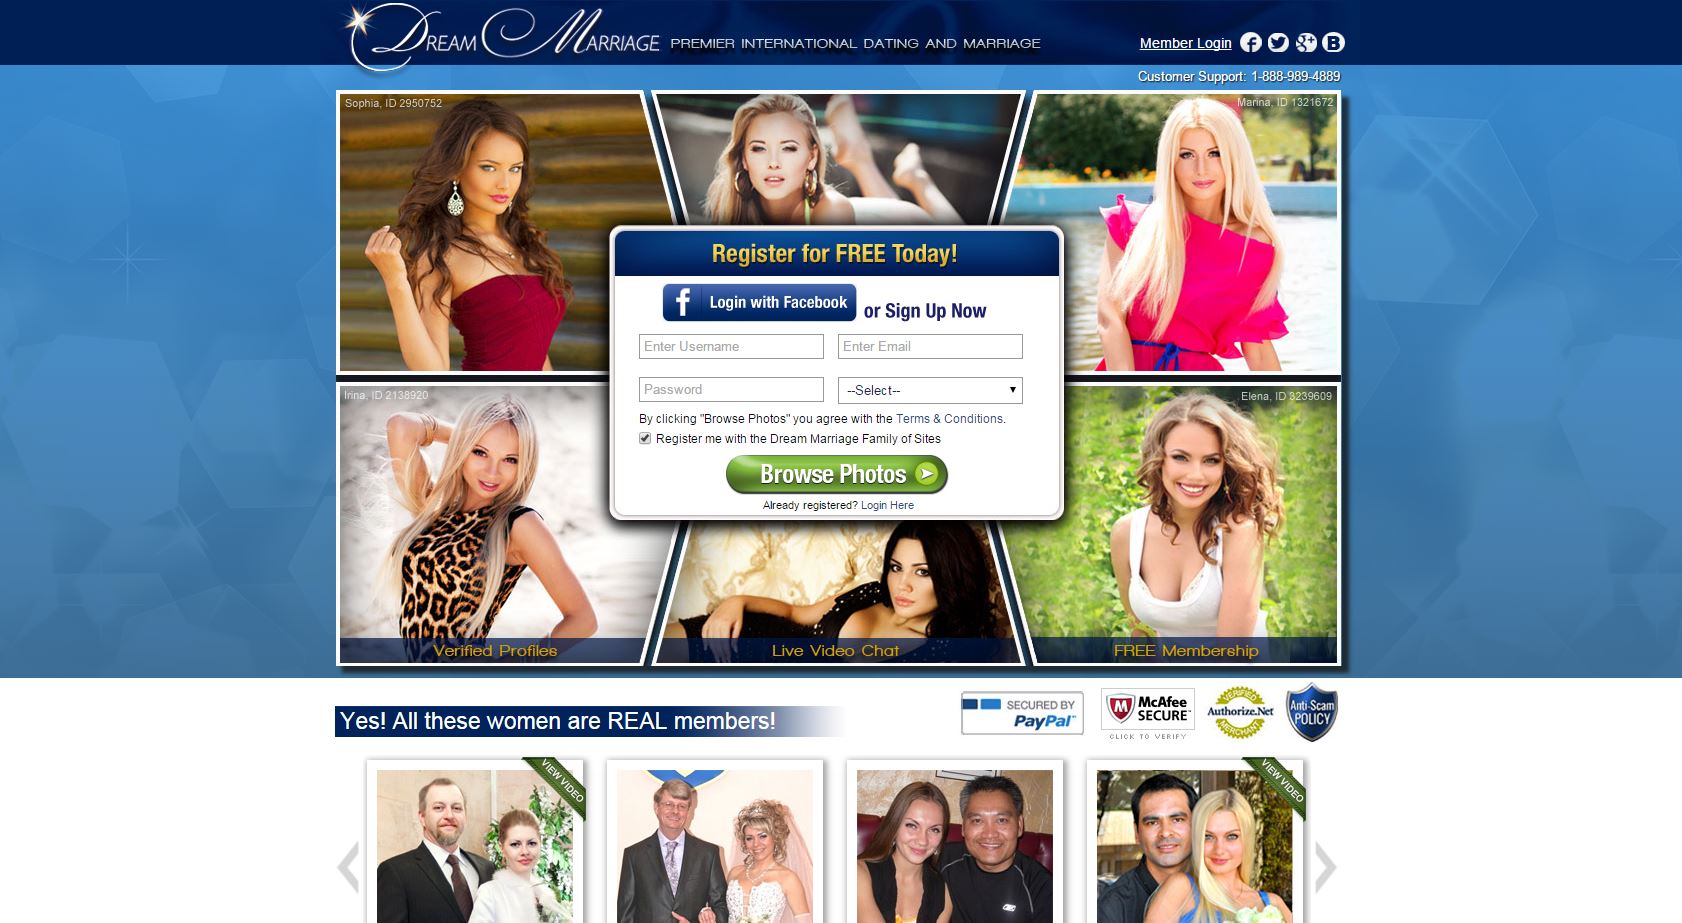 Dream Marriage PREMIER INTERNATIONAL DATING AND MARRIAGE
Member Login
Customer Support: 1-888-989-4889
Sophia, ID 2950752
Marina, ID 1321672
Register for FREE Today!
f Login with Facebook or Sign Up Now
Enter Username Enter Email
Password --Select--
By clicking "Browse Photos" you agree with the Terms & Conditions.
Register me with the Dream Marriage Family of Sites
Browse Photos
Already registered? Login Here
Irina, ID 2138920
Elena, ID 3239609
Verified Profiles Live Video Chat FREE Membership
Yes! All these women are REAL members!
SECURED BY
PayPal™
McAfee
SECURE™
CLICK TO VERIFY
VERIFIED
Authorize.Net
MERCHANT
Anti-Scam
POLICY
VIEW VIDEO
VIEW VIDEO